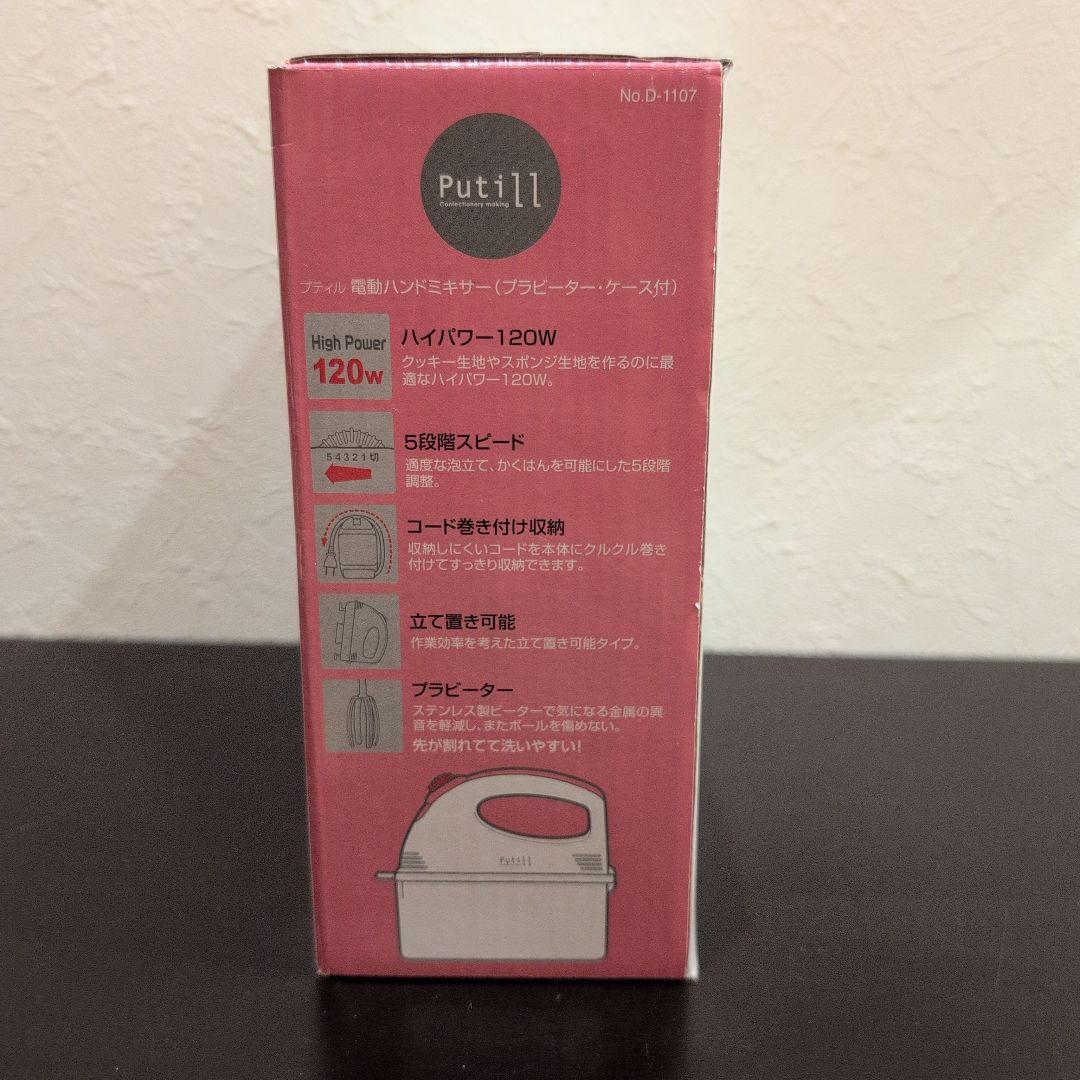 No.D-1107
Putill
Confectionery making
プティル 電動ハンドミキサー(プラビーター・ケース付)
High Power
120W
ハイパワー120W
クッキー生地やスポンジ生地を作るのに最
適なハイパワー120W。
5 4 3 2 1 切
5段階スピード
適度な泡立て、かくはんを可能にした5段階
調整。
コード巻き付け収納
収納しにくいコードを本体にクルクル巻き
付けてすっきり収納できます。
立て置き可能
作業効率を考えた立て置き可能タイプ。
プラビーター
ステンレス製ビーターで気になる金属の異
音を軽減し、またボールを傷めない。
先が割れてて洗いやすい!
Putill